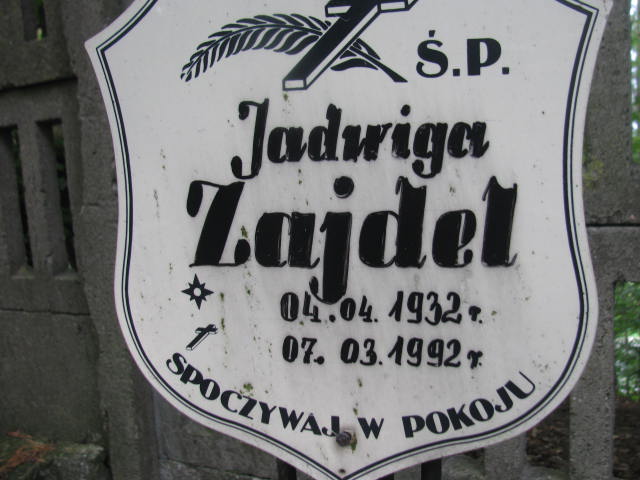 Ś.P.
Jadwiga
Zajdel
04.04.1932 r.
07.03.1992 r.
SPOCZYWAJ W POKOJU